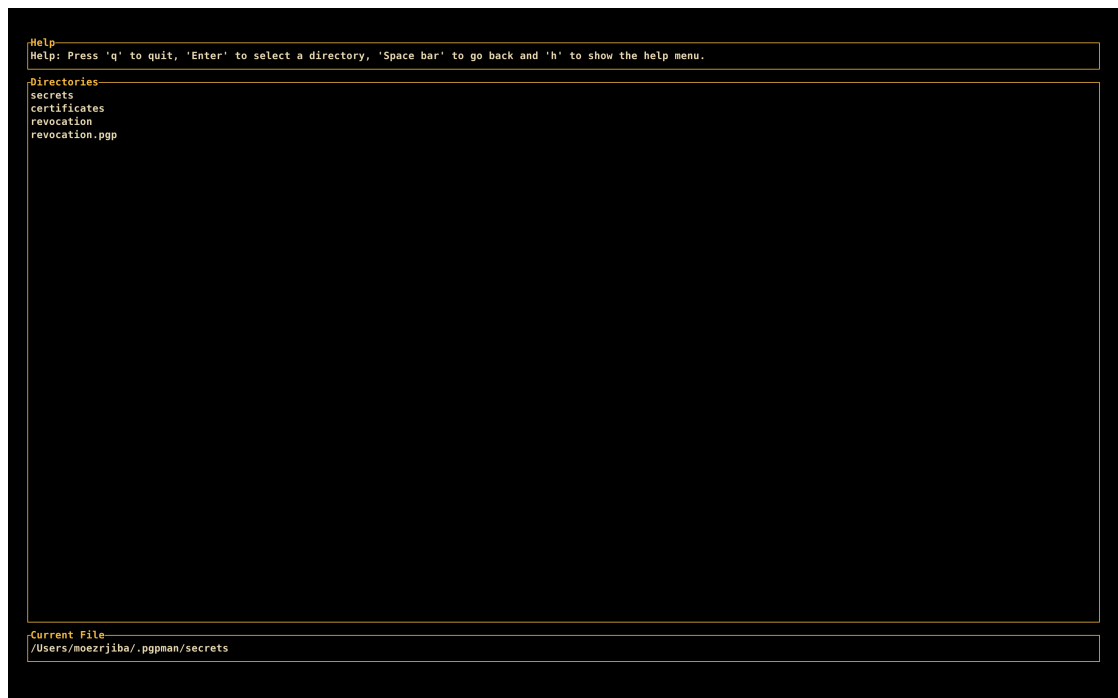 Help
Help: Press 'q' to quit, 'Enter' to select a directory, 'Space bar' to go back and 'h' to show the help menu.
Directories
secrets
certificates
revocation
revocation.pgp
Current File
/Users/moezrjiba/.pgpman/secrets